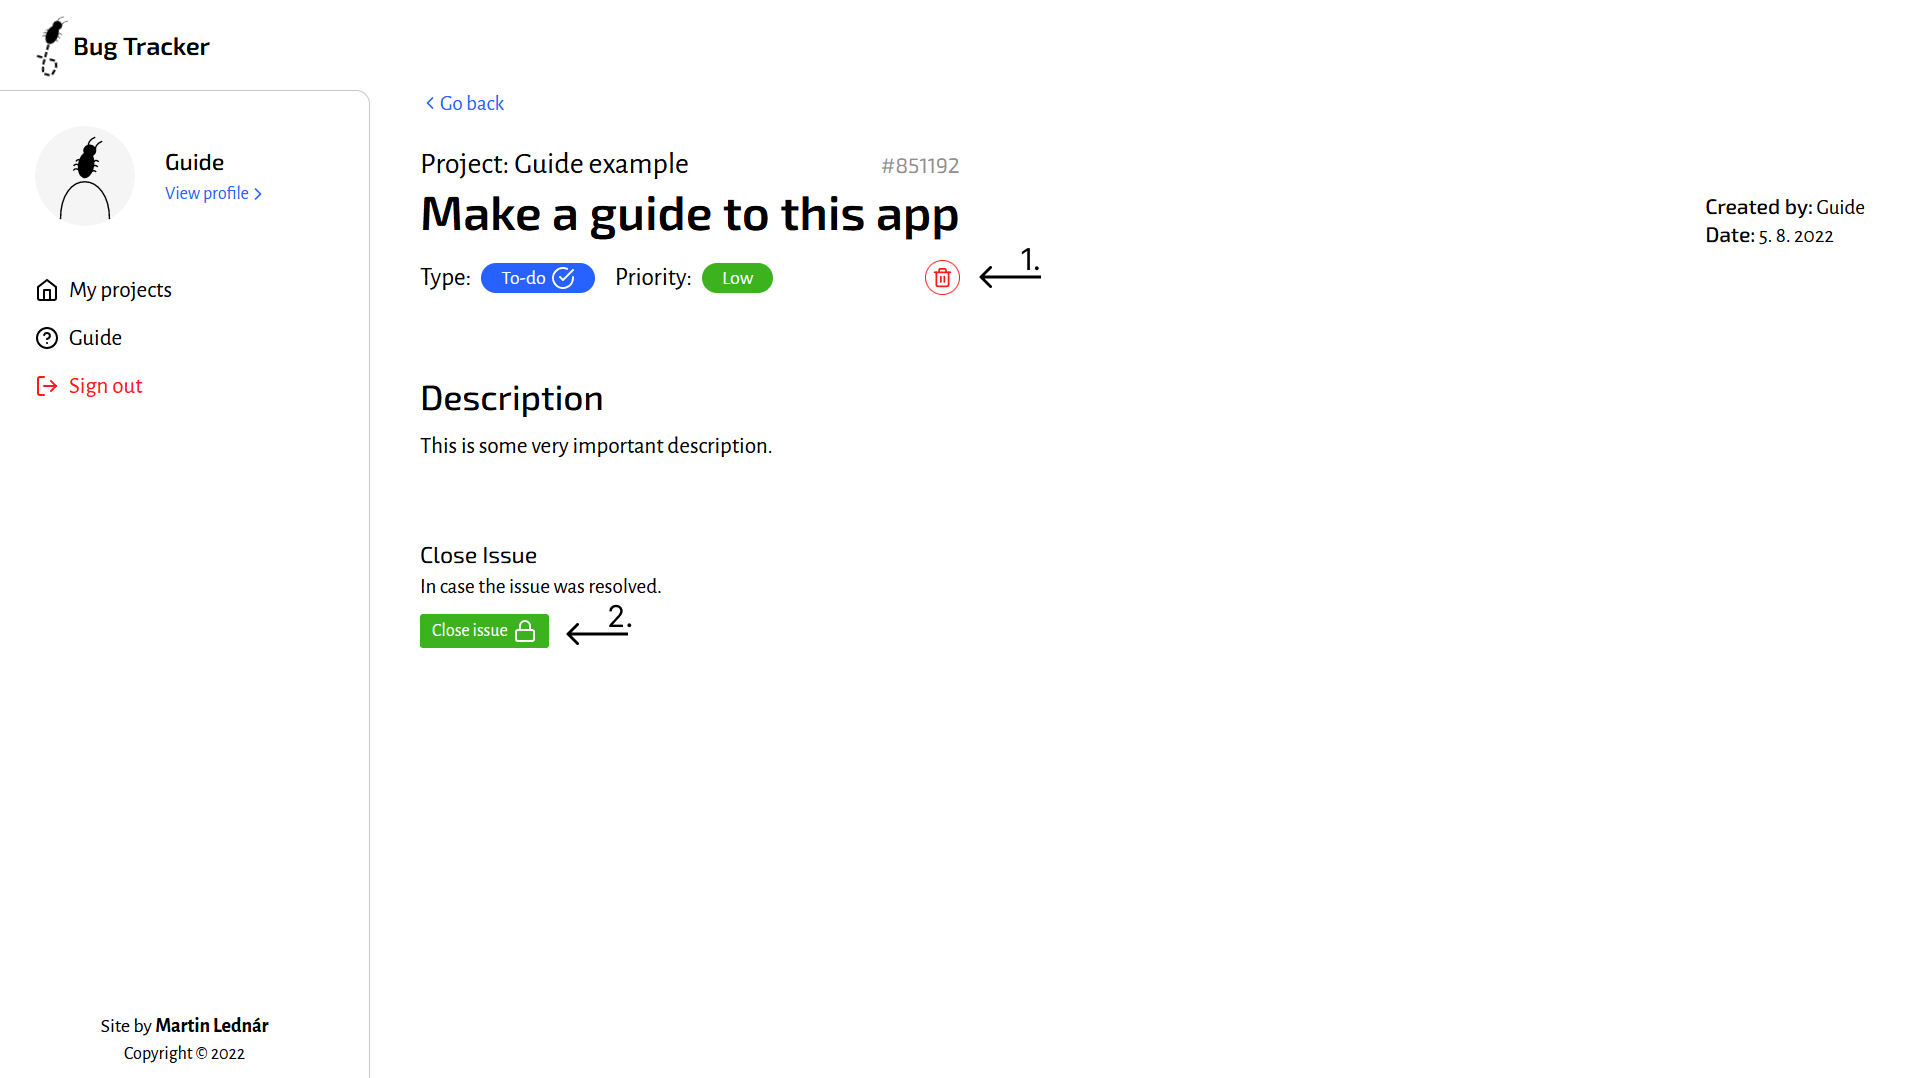 Bug Tracker
Guide
View profile
My projects
Guide
Sign out
Site by Martin Lednár
Copyright © 2022
Go back
Project: Guide example
#851192
Make a guide to this app
Type: To-do Priority: Low
1.
Created by: Guide
Date: 5. 8. 2022
Description
This is some very important description.
Close Issue
In case the issue was resolved.
Close issue
2.